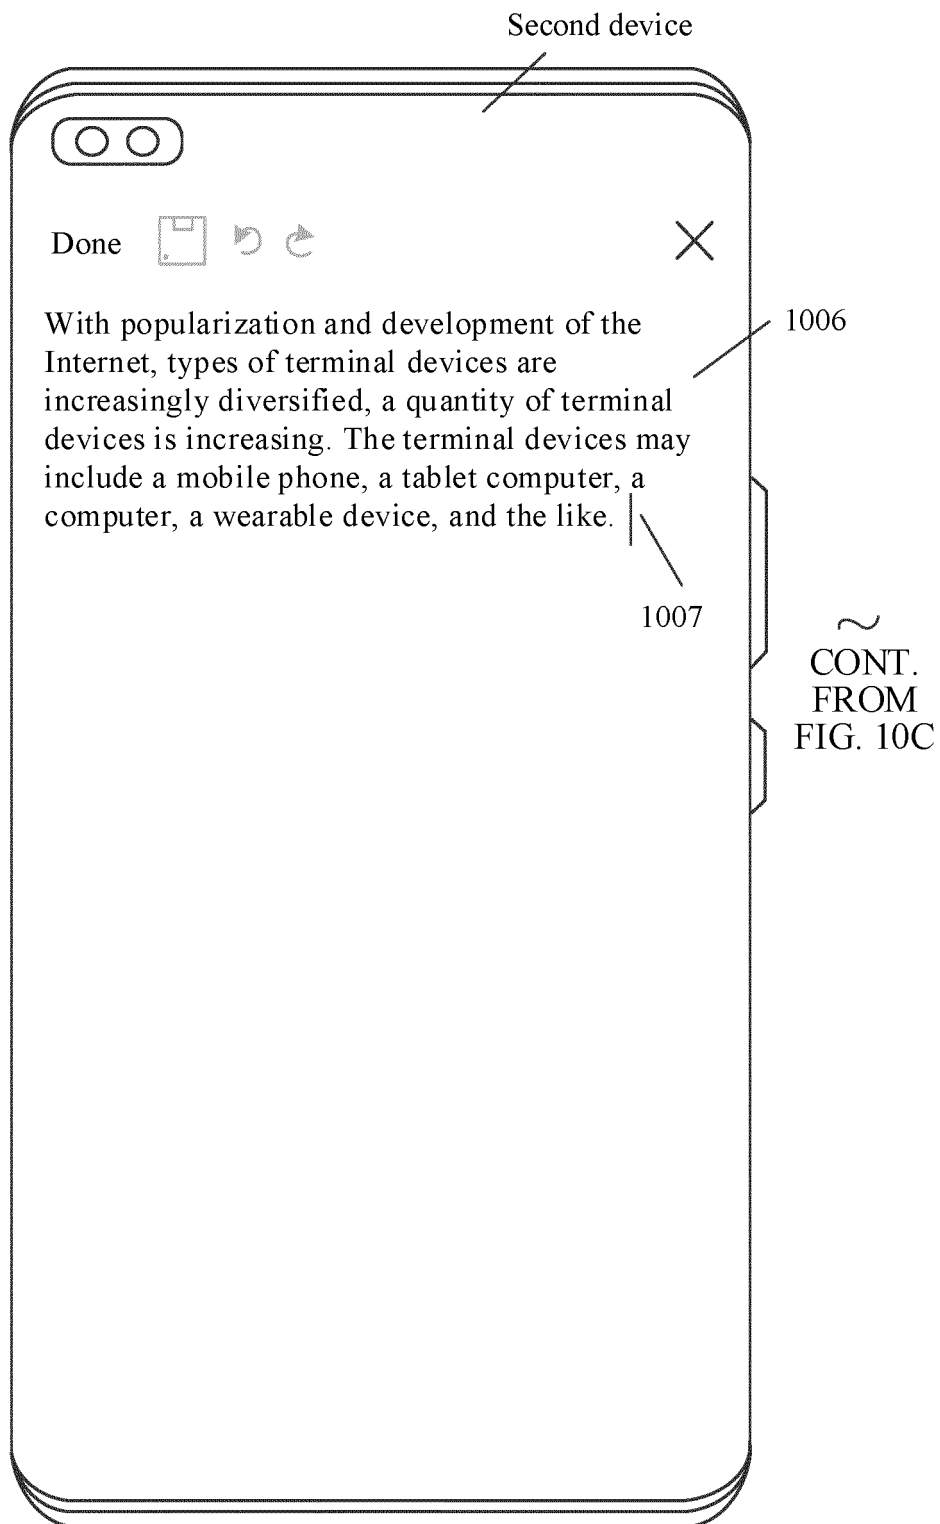 Second device
Done
With popularization and development of the
Internet, types of terminal devices are
increasingly diversified, a quantity of terminal
devices is increasing. The terminal devices may
include a mobile phone, a tablet computer, a
computer, a wearable device, and the like.
1006
1007
~
CONT.
FROM
FIG. 10C